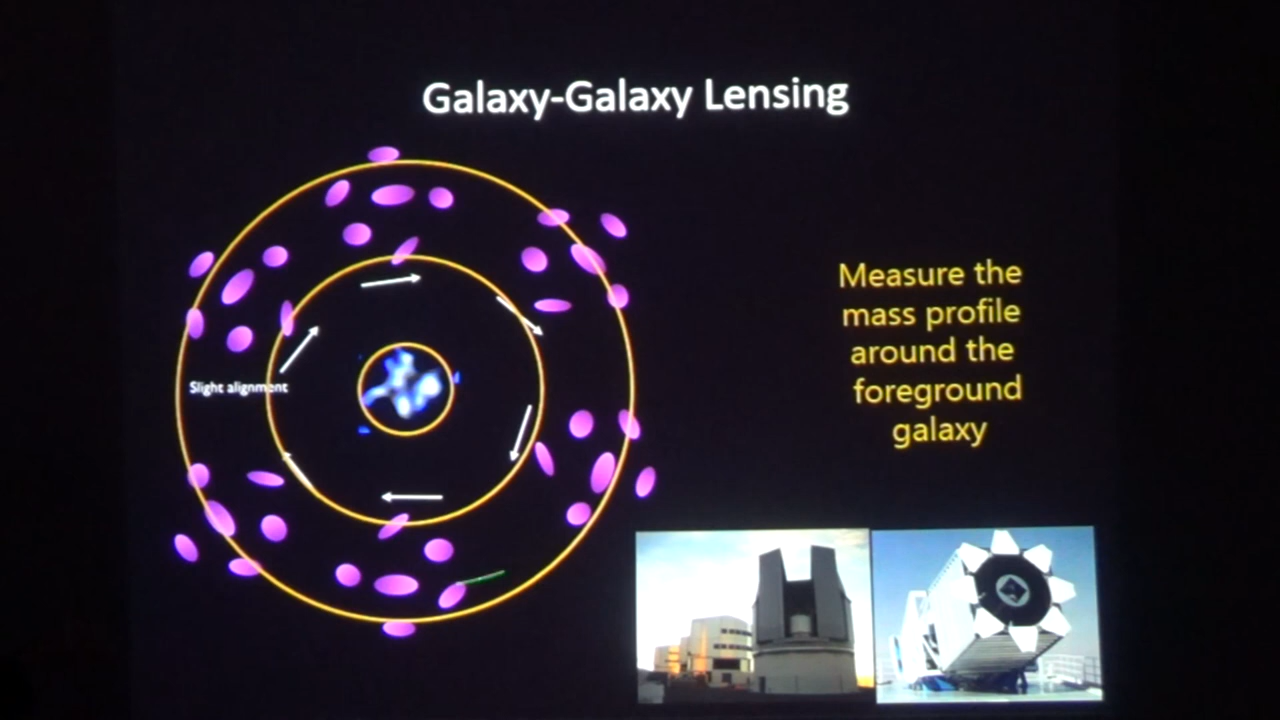 Galaxy-Galaxy Lensing
Slight alignment
Measure the
mass profile
around the
foreground
galaxy